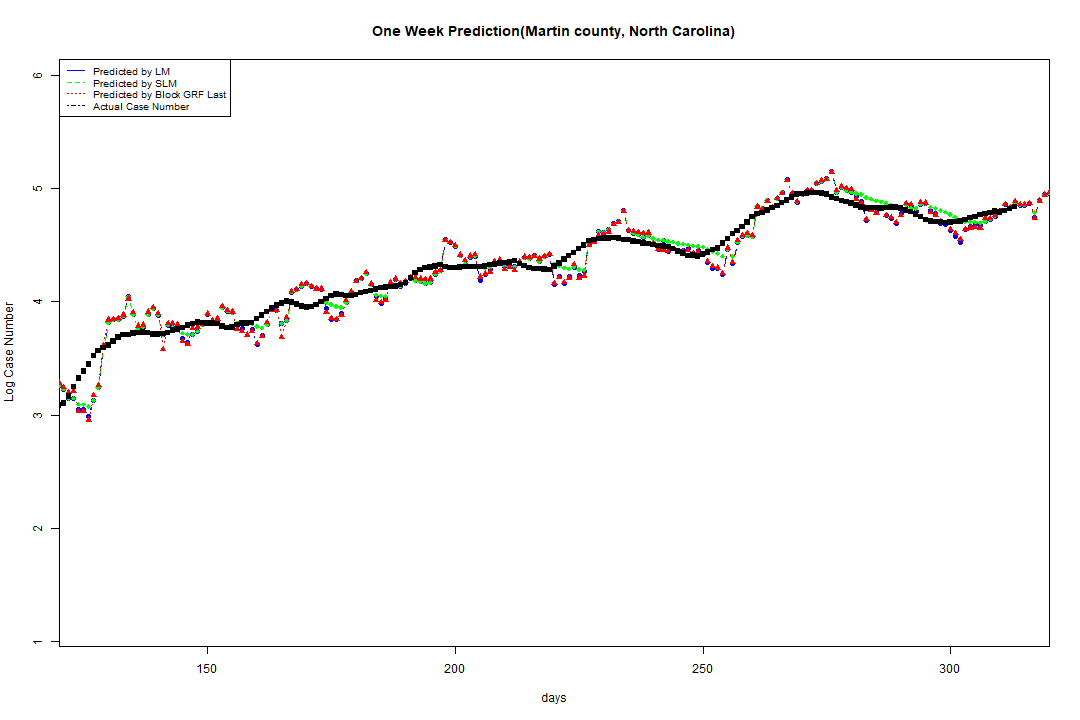 One Week Prediction(Martin county, North Carolina)
Predicted by LM
Predicted by SLM
Predicted by Block GRF Last
Actual Case Number
6
5
4
3
2
1
Log Case Number
150 200 250 300
days